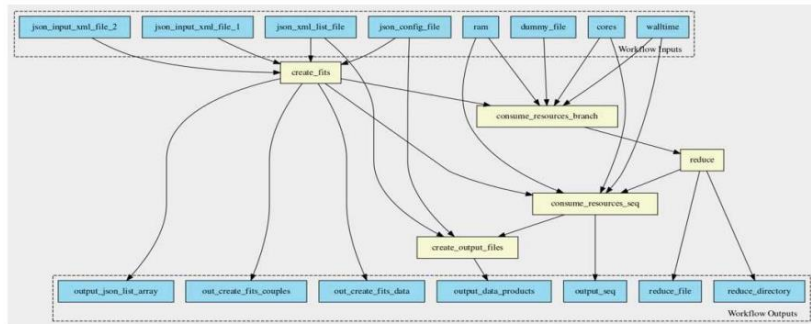 json_input_xml_file_2 json_input_xml_file_1 json_xml_list_file json_config_file ram dummy_file cores walltime
Workflow Inputs
create_fits
consume_resources_branch
reduce
consume_resources_seq
create_output_files
output_json_list_array out_create_fits_couples out_create_fits_data output_data_products output_seq reduce_file reduce_directory
Workflow Outputs